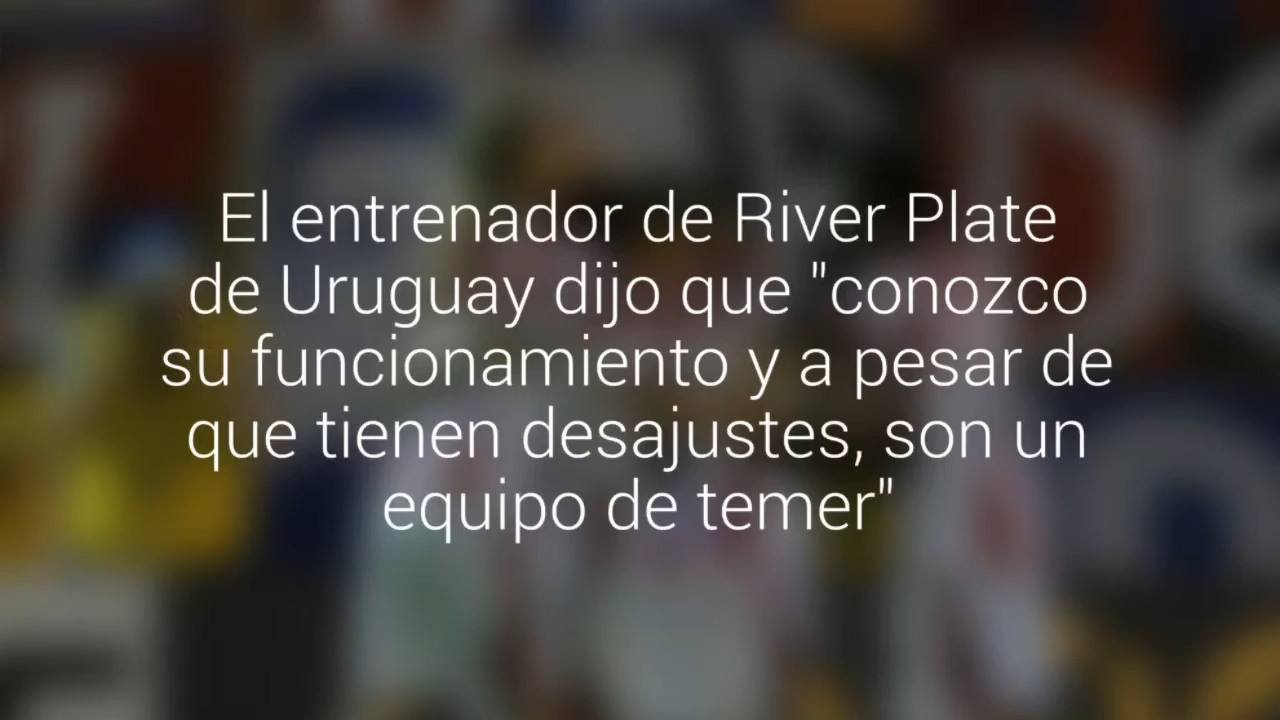 El entrenador de River Plate
de Uruguay dijo que "conozco
su funcionamiento y a pesar de
que tienen desajustes, son un
equipo de temer"